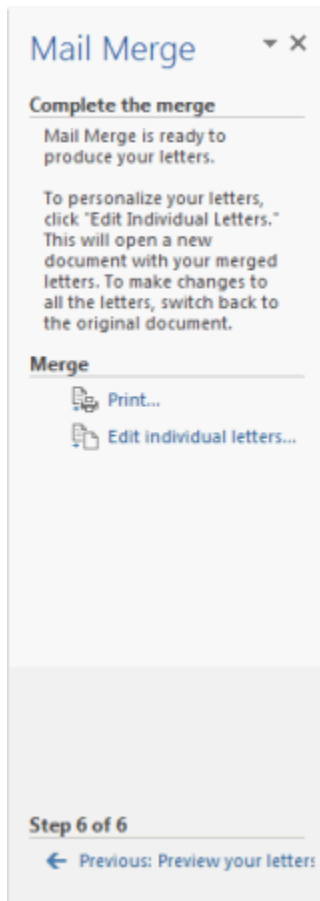 Mail Merge
Complete the merge
Mail Merge is ready to
produce your letters.
To personalize your letters,
click "Edit Individual Letters."
This will open a new
document with your merged
letters. To make changes to
all the letters, switch back to
the original document.
Merge
Print...
Edit individual letters...
Step 6 of 6
Previous: Preview your letters